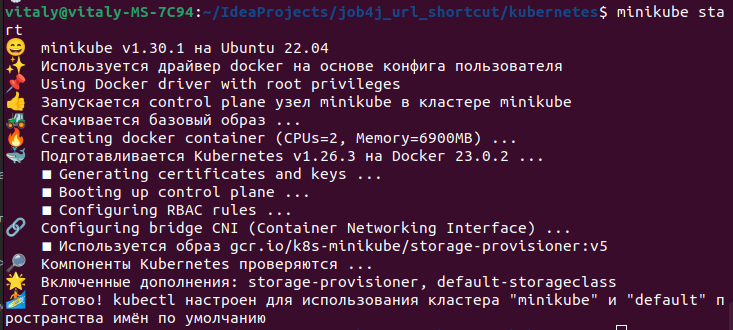 vitaly@vitaly-MS-7C94:~/IdeaProjects/job4j_url_shortcut/kubernetes$ minikube sta
rt
😄 minikube v1.30.1 на Ubuntu 22.04
✨ Используется драйвер docker на основе конфига пользователя
📌 Using Docker driver with root privileges
👍 Запускается control plane узел minikube в кластере minikube
🚜 Скачивается базовый образ ...
🔥 Creating docker container (CPUs=2, Memory=6900MB) ...
🐳 Подготавливается Kubernetes v1.26.3 на Docker 23.0.2 ...
▪ Generating certificates and keys ...
▪ Booting up control plane ...
▪ Configuring RBAC rules ...
🔗 Configuring bridge CNI (Container Networking Interface) ...
▪ Используется образ gcr.io/k8s-minikube/storage-provisioner:v5
🔎 Компоненты Kubernetes проверяются ...
🌟 Включенные дополнения: storage-provisioner, default-storageclass
🏄 Готово! kubectl настроен для использования кластера "minikube" и "default" п
ространства имён по умолчанию